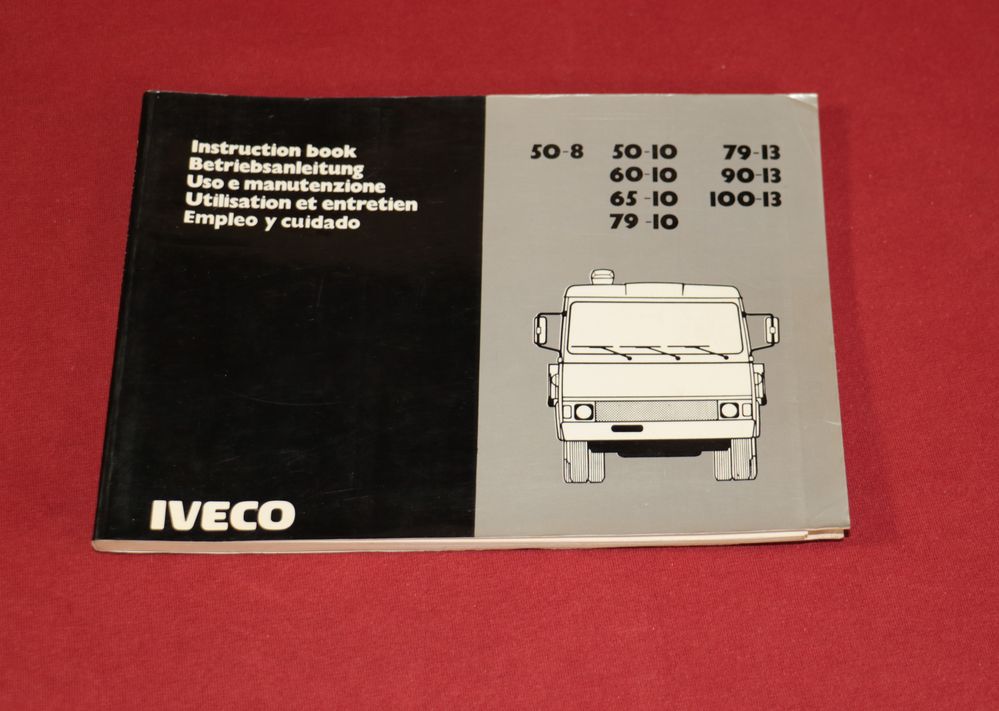 Instruction book
Betriebsanleitung
Uso e manutenzione
Utilisation et entretien
Empleo y cuidado
50-8 50-10 79-13
60-10 90-13
65-10 100-13
79-10
IVECO